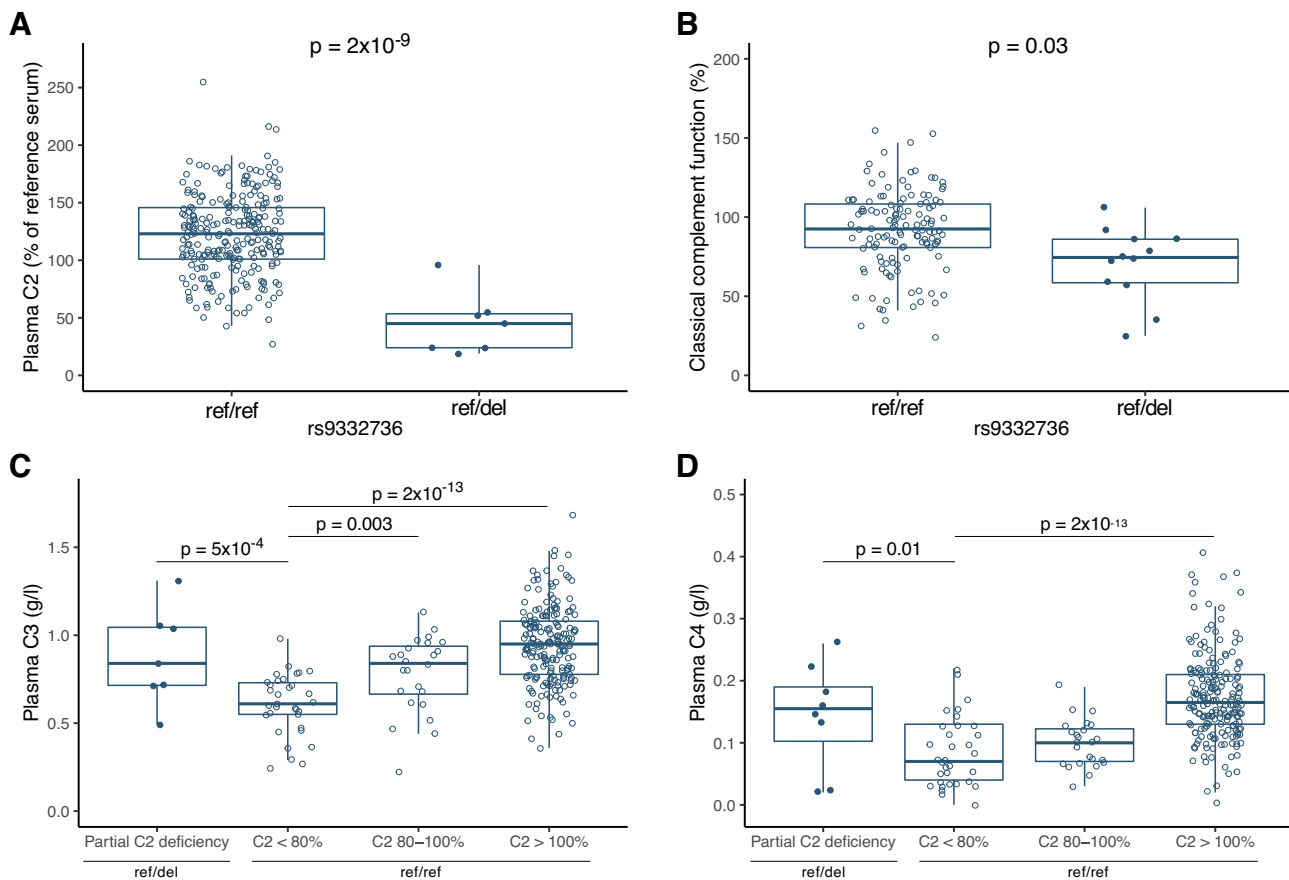 A
p = 2x10-9
Plasma C2 (% of reference serum)
250
200
150
100
50
0
ref/ref
ref/del
rs9332736
B
p = 0.03
Classical complement function (%)
200
150
100
50
0
ref/ref
ref/del
rs9332736
C
p = 2x10-13
p = 0.003
p = 5x10-4
Plasma C3 (g/l)
1.5
1.0
0.5
0.0
Partial C2 deficiency
C2 < 80%
C2 80–100%
C2 > 100%
ref/del
ref/ref
D
p = 2x10-13
p = 0.01
Plasma C4 (g/l)
0.5
0.4
0.3
0.2
0.1
0.0
Partial C2 deficiency
C2 < 80%
C2 80–100%
C2 > 100%
ref/del
ref/ref